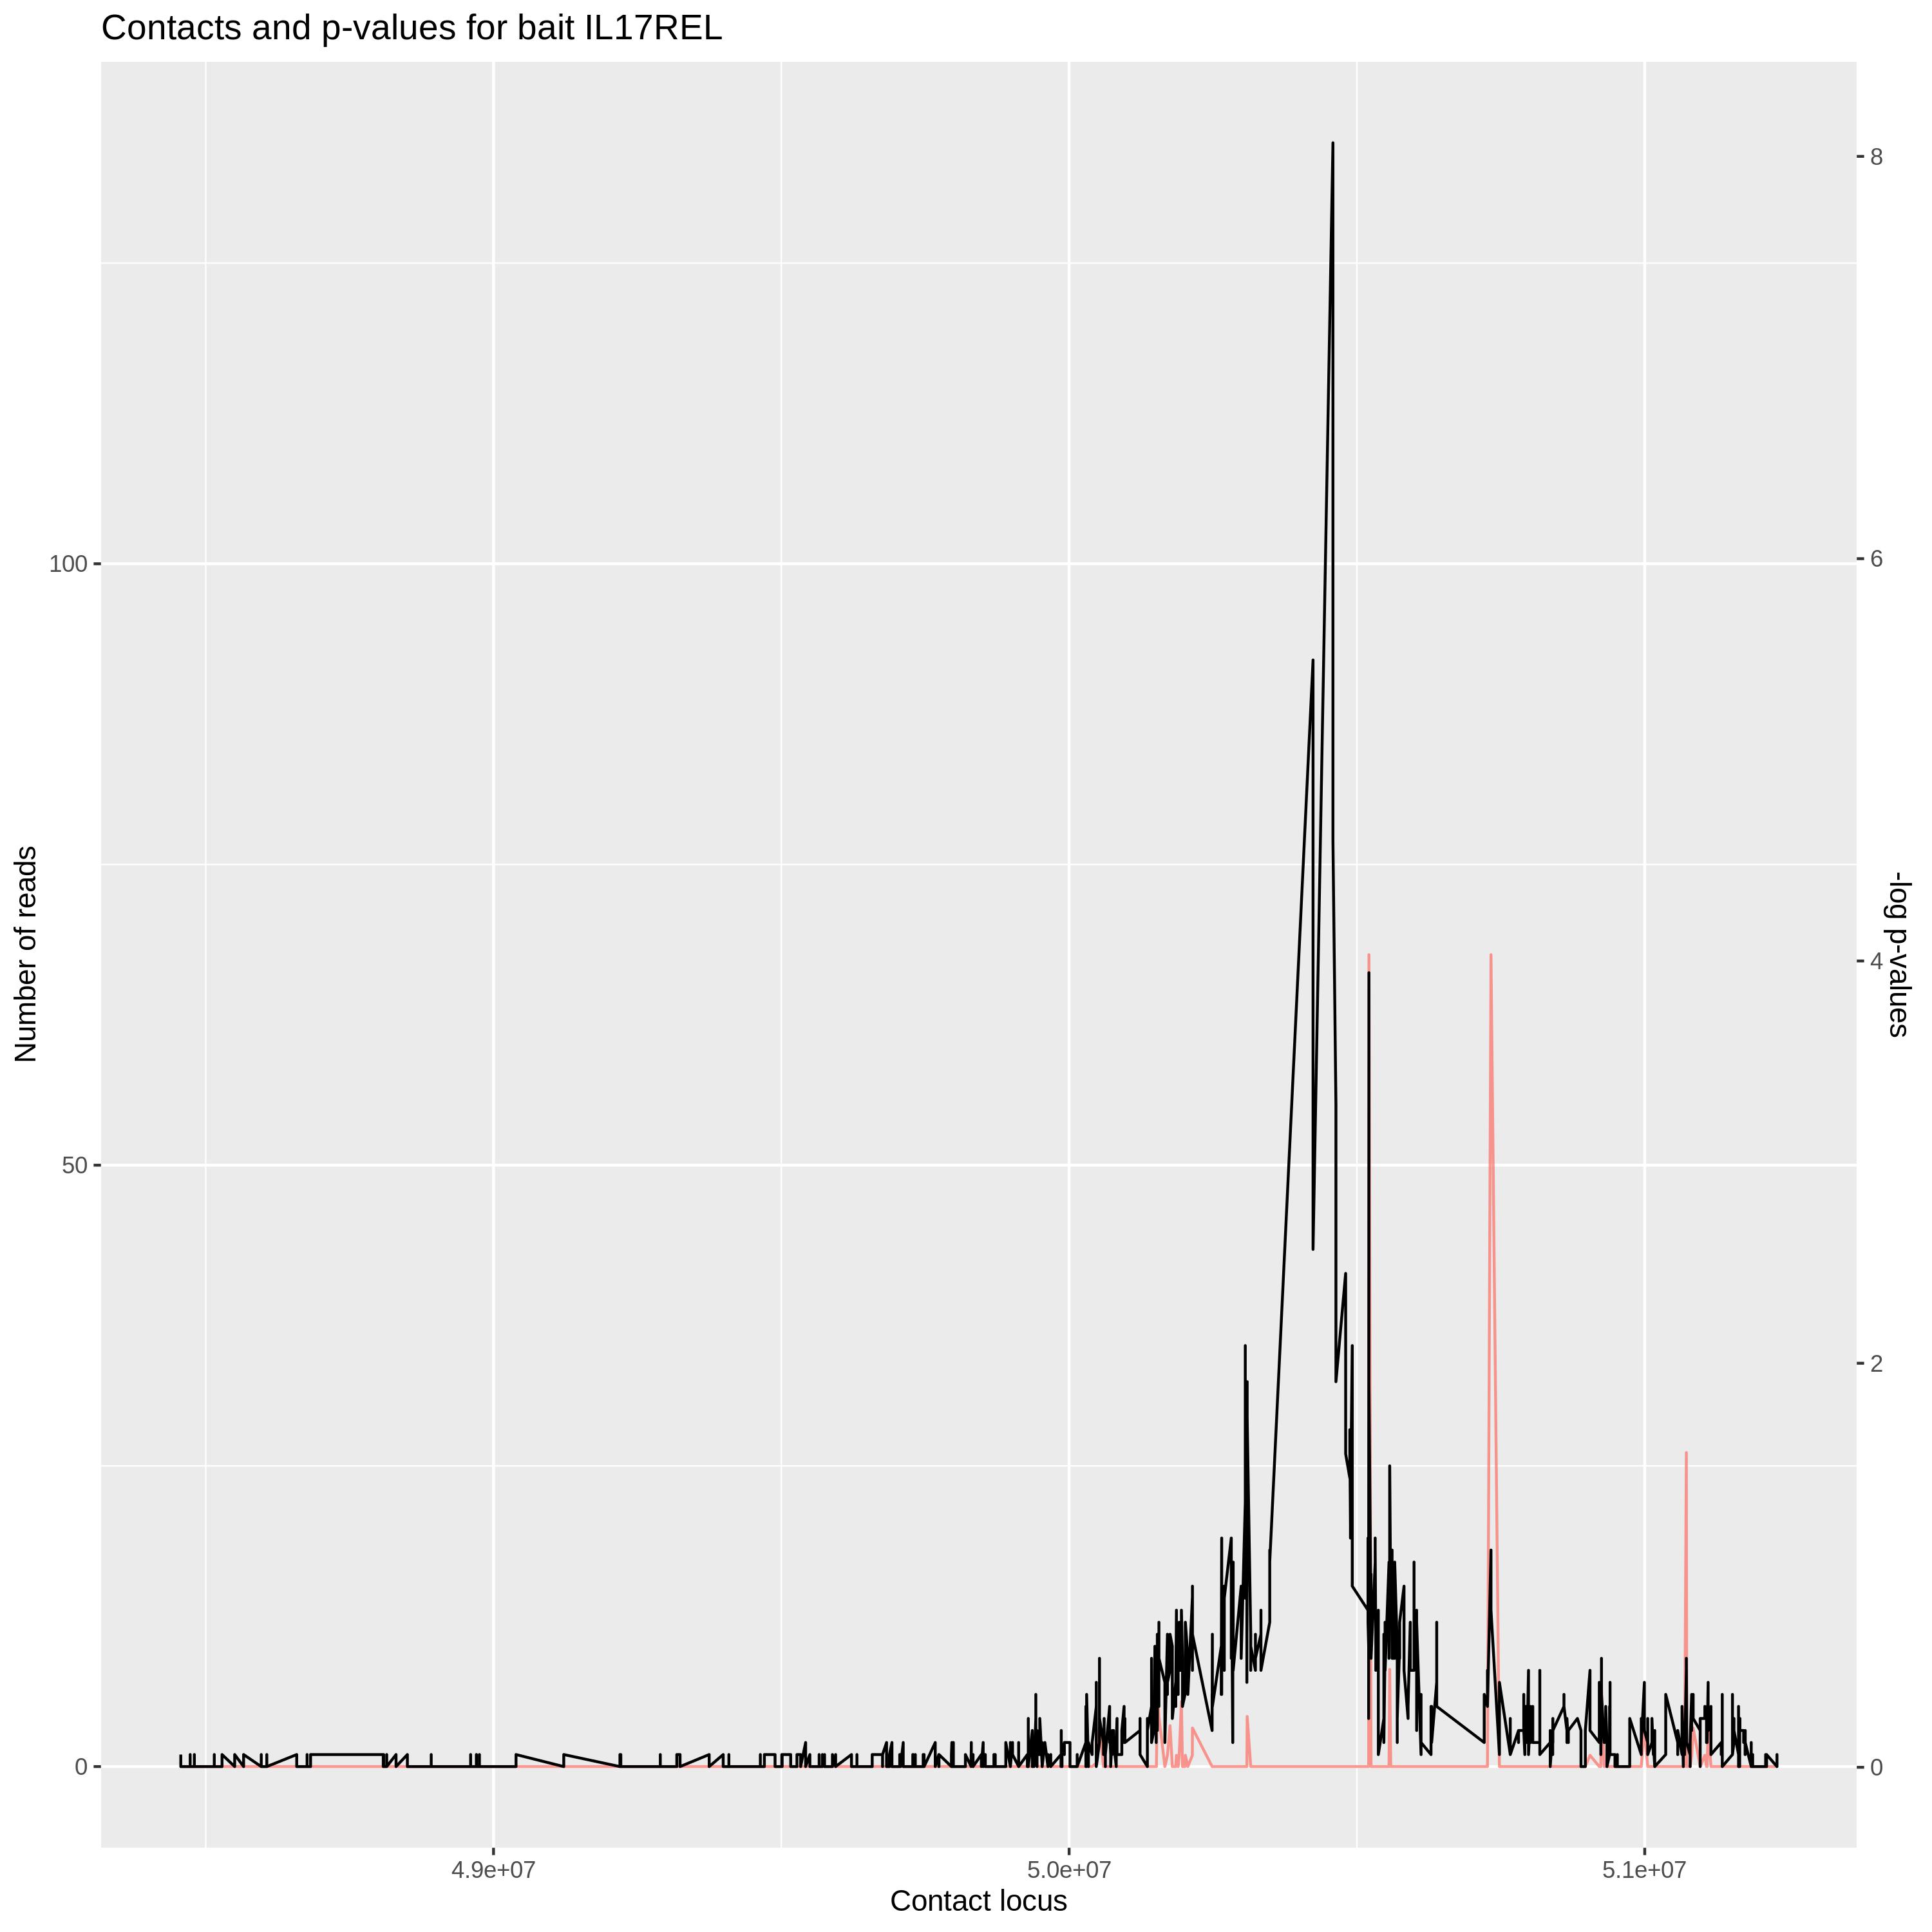 Contacts and p-values for bait IL17REL
Number of reads
100
50
0
8
6
4
2
0
-log p-values
4.9e+07
5.0e+07
5.1e+07
Contact locus